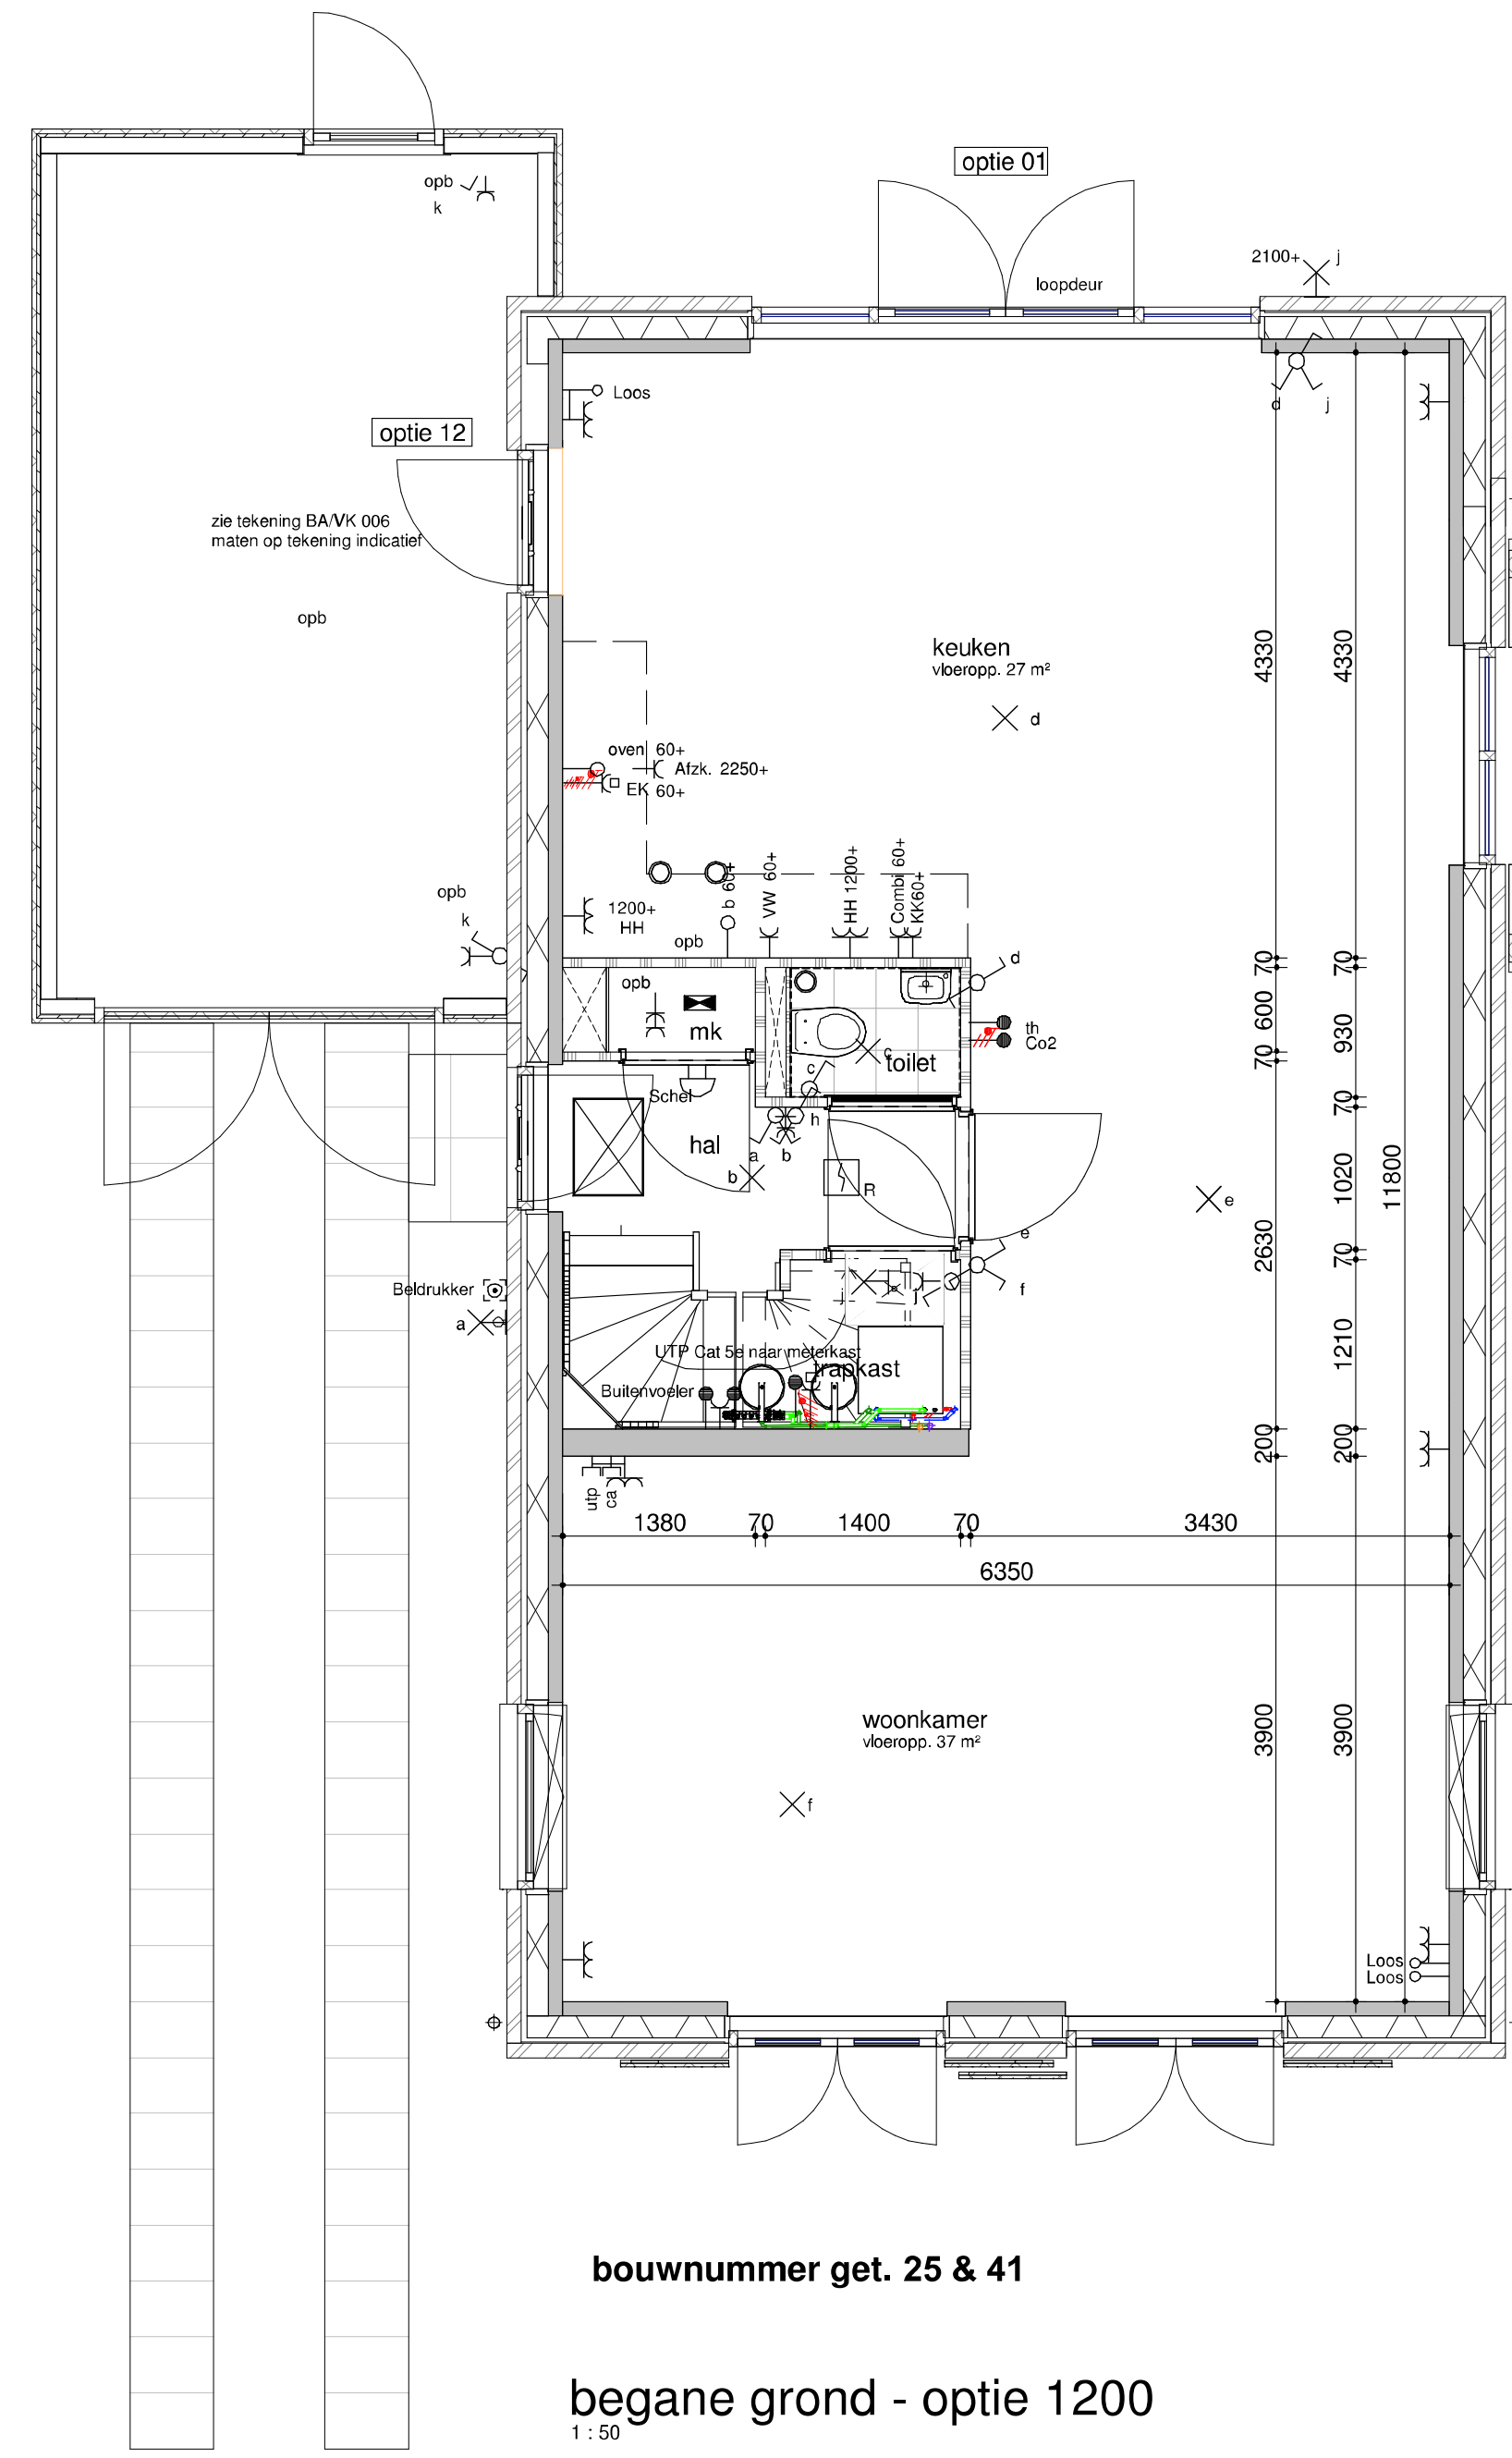 optie 01
opb
k
2100+ j
loopdeur
Loos
d
j
optie 12
zie tekening BA/VK 006
maten op tekening indicatief
opb
keuken
vloeropp. 27 m²
4330
4330
d
oven 60+
Afzk. 2250+
EK 60+
opb
k
1200+
HH
b 60+
VW 60+
HH 1200+
Combi 60+
KK60+
opb
d
70
70
opb
mk
600
930
th
Co2
c
toilet
70
c
70
Schel
h
hal
a
b
b
R
1020
11800
e
2630
e
70
f
Beldrukker
a
j
j
UTP Cat 5e naar meterkast
trapkast
1210
Buitenvoeler
200
200
utp
ca
1380
70
1400
70
3430
6350
woonkamer
vloeropp. 37 m²
3900
3900
f
Loos
Loos
bouwnummer get. 25 & 41
begane grond - optie 1200
1 : 50